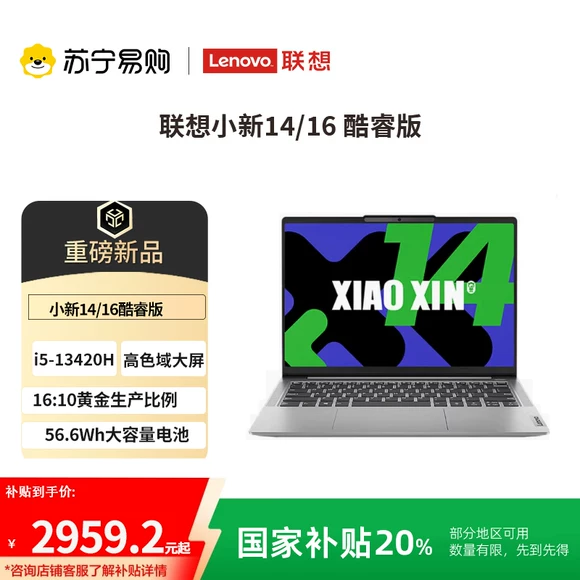 苏宁易购 Lenovo 联想
联想小新14/16 酷睿版
重磅新品
小新14/16酷睿版
i5-13420H 高色域大屏
16:10黄金生产比例
56.6Wh大容量电池
14
XIAO XIN
Lenovo
补贴到手价:
¥2959.2元起
*咨询店铺客服了解补贴详情
国家补贴20%
部分地区可用
数量有限，先到先得